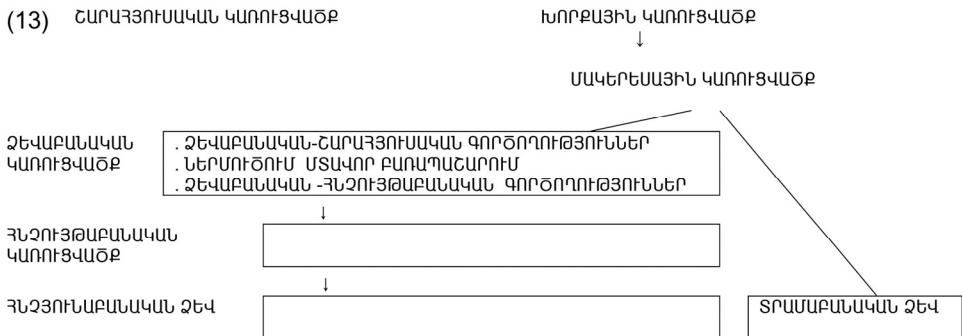 (13) ՇԱՐԱՀՅՈՒՍԱԿԱՆ ԿԱՌՈՒՑՎԱԾՔ ԽՈՐՔԱՅԻՆ ԿԱՌՈՒՑՎԱԾՔ
↓
ՄԱԿԵՐԵՍԱՅԻՆ ԿԱՌՈՒՑՎԱԾՔ
ՁԵՎԱԲԱՆԱԿԱՆ
ԿԱՌՈՒՑՎԱԾՔ
. ՁԵՎԱԲԱՆԱԿԱՆ-ՇԱՐԱՀՅՈՒՍԱԿԱՆ ԳՈՐԾՈՂՈՒԹՅՈՒՆՆԵՐ
. ՆԵՐՄՈՒԾՈՒՄ ՄՏԱՎՈՐ ԲԱՌԱՊԱՇԱՐՈՒՄ
. ՁԵՎԱԲԱՆԱԿԱՆ -ՀՆՉՈՒՅԹԱԲԱՆԱԿԱՆ ԳՈՐԾՈՂՈՒԹՅՈՒՆՆԵՐ
↓
ՀՆՉՈՒՅԹԱԲԱՆԱԿԱՆ
ԿԱՌՈՒՑՎԱԾՔ
↓
ՀՆՉՅՈՒՆԱԲԱՆԱԿԱՆ ՁԵՎ ՏՐԱՄԱԲԱՆԱԿԱՆ ՁԵՎ